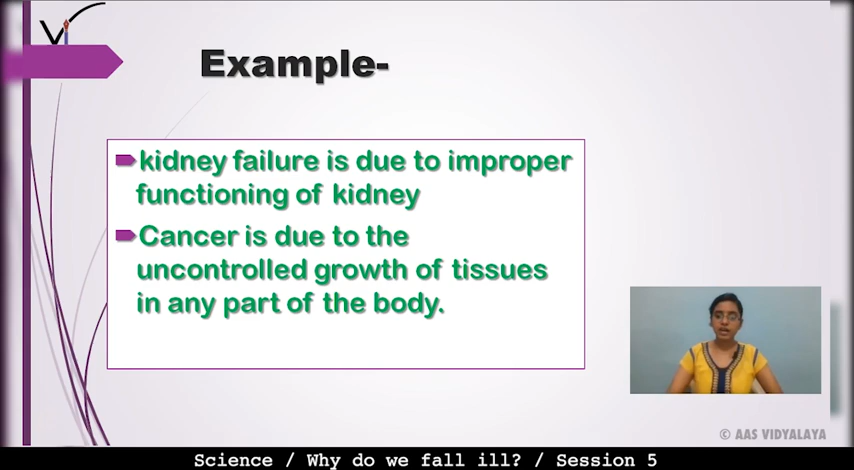 Vi
Example-
kidney failure is due to improper
functioning of kidney
Cancer is due to the
uncontrolled growth of tissues
in any part of the body.
© AAS VIDYALAYA
Science / Why do we fall ill? / Session 5